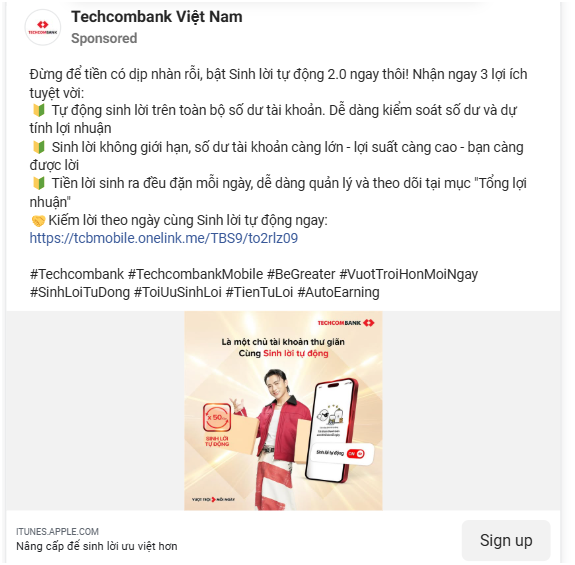 Techcombank Việt Nam
Sponsored
Đừng để tiền có dịp nhàn rỗi, bật Sinh lời tự động 2.0 ngay thôi! Nhận ngay 3 lợi ích
tuyệt vời:
🔰 Tự động sinh lời trên toàn bộ số dư tài khoản. Dễ dàng kiểm soát số dư và dự
tính lợi nhuận
🔰 Sinh lời không giới hạn, số dư tài khoản càng lớn - lợi suất càng cao - bạn càng
được lời
🔰 Tiền lời sinh ra đều đặn mỗi ngày, dễ dàng quản lý và theo dõi tại mục "Tổng lợi
nhuận"
🤝Kiếm lời theo ngày cùng Sinh lời tự động ngay:
https://tcbmobile.onelink.me/TBS9/to2rlz09
#Techcombank #TechcombankMobile #BeGreater #VuotTroiHonMoiNgay
#SinhLoiTuDong #ToiUuSinhLoi #TienTuLoi #AutoEarning
TECHCOMBANK
Là một chủ tài khoản thư giãn
Cùng Sinh lời tự động
x 50
SINH LỜI
TỰ ĐỘNG
Sinh lời tự động ON
VƯỢT TRỘI MỖI NGÀY
ITUNES.APPLE.COM
Nâng cấp để sinh lời ưu việt hơn
Sign up